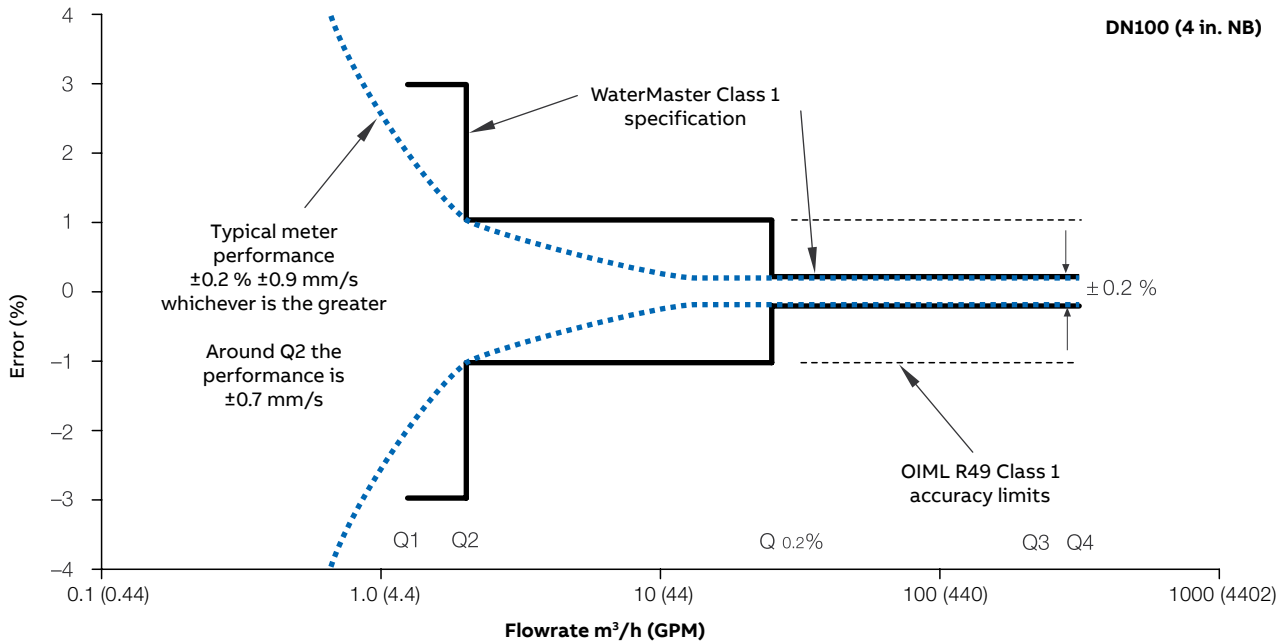 DN100 (4 in. NB)
4
3
2
1
0
–1
–2
–3
–4
Error (%)
WaterMaster Class 1
specification
Typical meter
performance
±0.2 % ±0.9 mm/s
whichever is the greater
Around Q2 the
performance is
±0.7 mm/s
± 0.2 %
OIML R49 Class 1
accuracy limits
Q1
Q2
Q 0.2%
Q3
Q4
0.1 (0.44)
1.0 (4.4)
10 (44)
100 (440)
1000 (4402)
Flowrate m³/h (GPM)